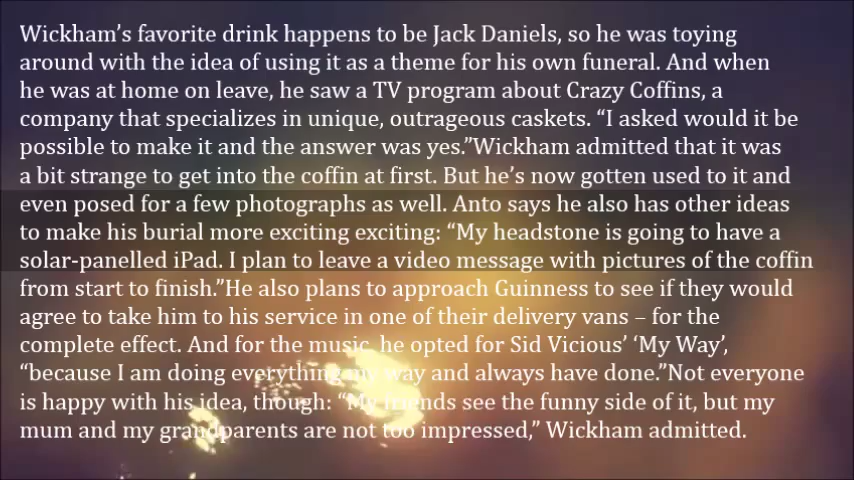 Wickham’s favorite drink happens to be Jack Daniels, so he was toying
around with the idea of using it as a theme for his own funeral. And when
he was at home on leave, he saw a TV program about Crazy Coffins, a
company that specializes in unique, outrageous caskets. “I asked would it be
possible to make it and the answer was yes.”Wickham admitted that it was
a bit strange to get into the coffin at first. But he’s now gotten used to it and
even posed for a few photographs as well. Anto says he also has other ideas
to make his burial more exciting exciting: “My headstone is going to have a
solar-panelled iPad. I plan to leave a video message with pictures of the coffin
from start to finish.”He also plans to approach Guinness to see if they would
agree to take him to his service in one of their delivery vans – for the
complete effect. And for the music, he opted for Sid Vicious’ ‘My Way’,
“because I am doing everything my way and always have done.”Not everyone
is happy with his idea, though: “My friends see the funny side of it, but my
mum and my grandparents are not too impressed,” Wickham admitted.